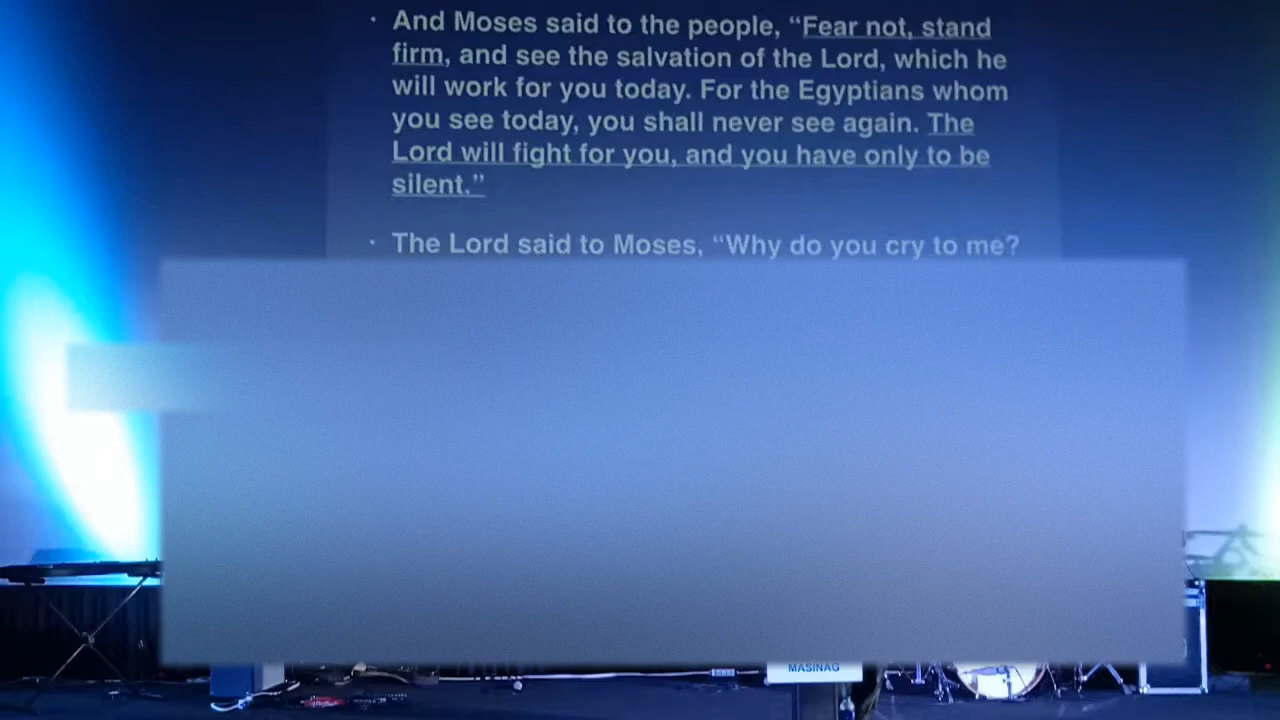 · And Moses said to the people, “Fear not, stand
firm, and see the salvation of the Lord, which he
will work for you today. For the Egyptians whom
you see today, you shall never see again. The
Lord will fight for you, and you have only to be
silent.”
· The Lord said to Moses, “Why do you cry to me?
MASINAG